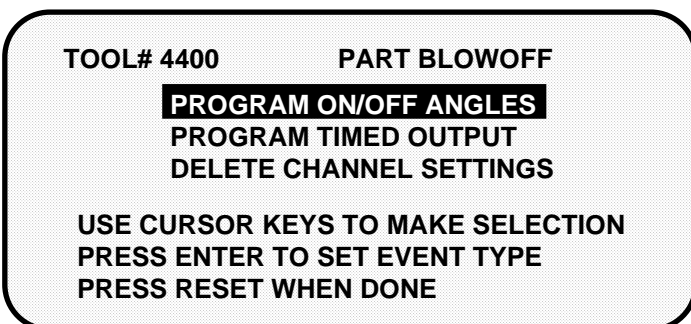 TOOL# 4400 PART BLOWOFF
PROGRAM ON/OFF ANGLES
PROGRAM TIMED OUTPUT
DELETE CHANNEL SETTINGS
USE CURSOR KEYS TO MAKE SELECTION
PRESS ENTER TO SET EVENT TYPE
PRESS RESET WHEN DONE